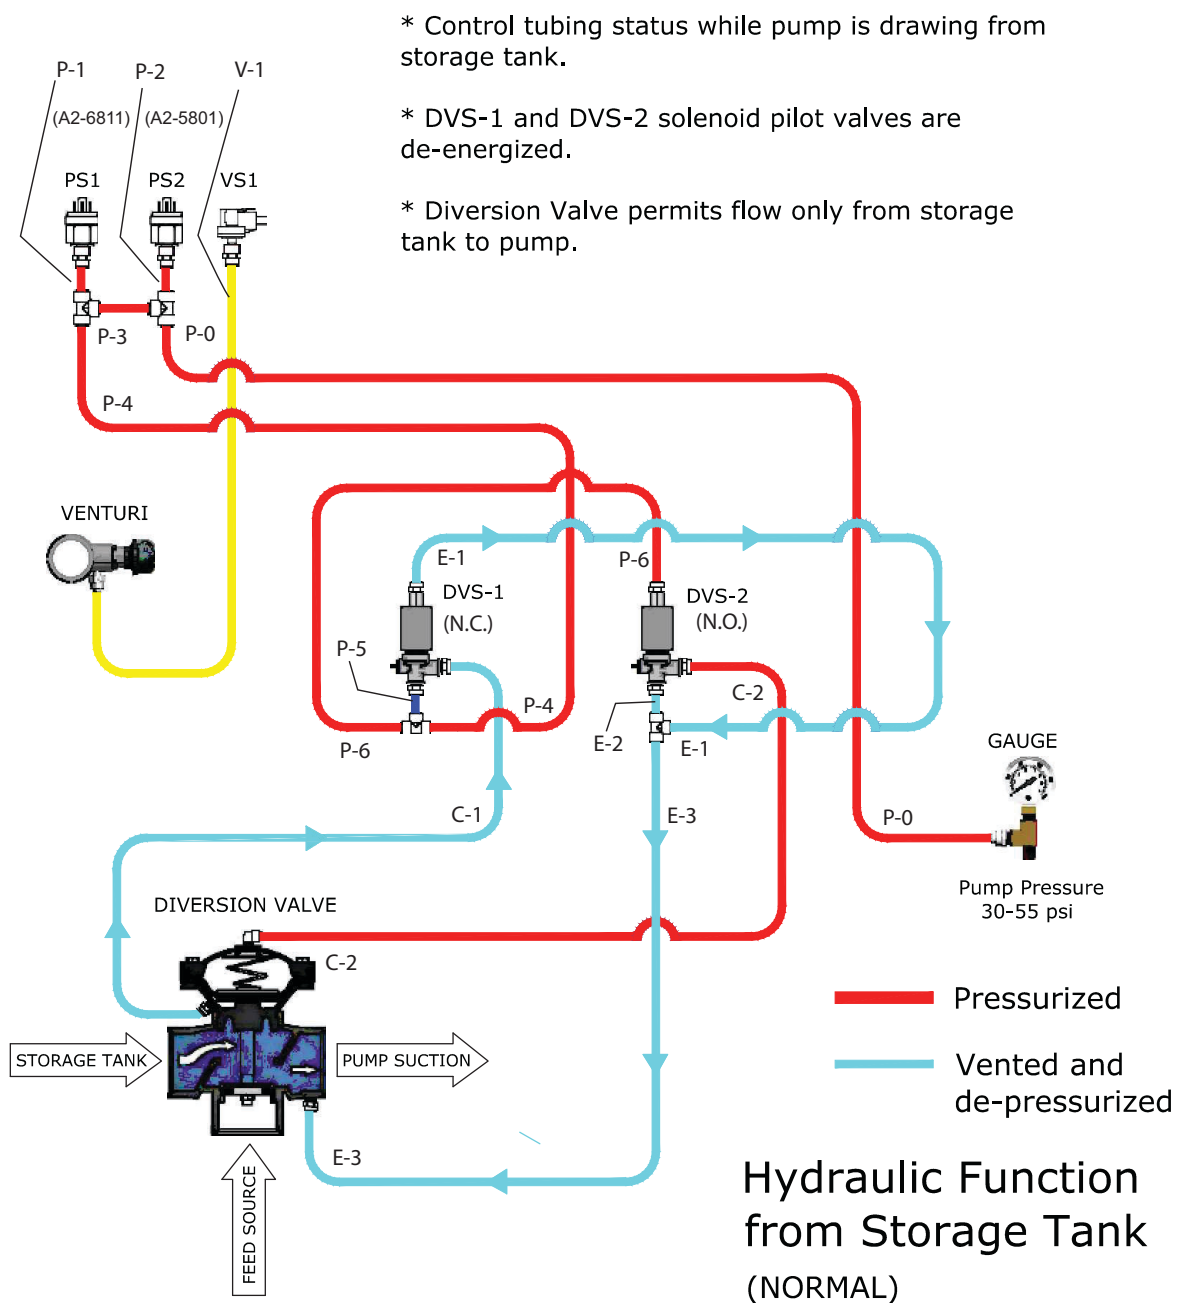 * Control tubing status while pump is drawing from
storage tank.
* DVS-1 and DVS-2 solenoid pilot valves are
de-energized.
* Diversion Valve permits flow only from storage
tank to pump.
P-1
P-2
V-1
(A2-6811)
(A2-5801)
PS1
PS2
VS1
P-3
P-0
P-4
VENTURI
E-1
P-6
DVS-1
(N.C.)
DVS-2
(N.O.)
P-5
P-4
C-2
P-6
E-2
E-1
GAUGE
C-1
E-3
P-0
Pump Pressure
30-55 psi
DIVERSION VALVE
C-2
STORAGE TANK
PUMP SUCTION
FEED SOURCE
E-3
Pressurized
Vented and
de-pressurized
Hydraulic Function
from Storage Tank
(NORMAL)